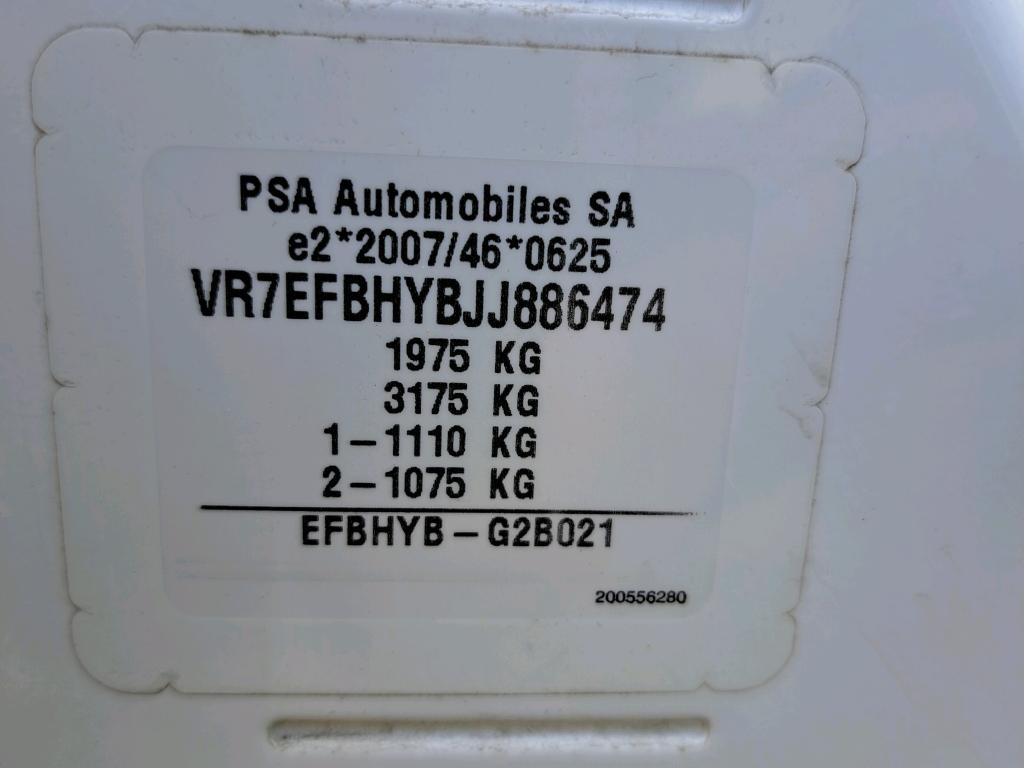 PSA Automobiles SA
e2*2007/46*0625
VR7EFBHYBJJ886474
1975 KG
3175 KG
1-1110 KG
2-1075 KG
EFBHYB-G2B021
200556280